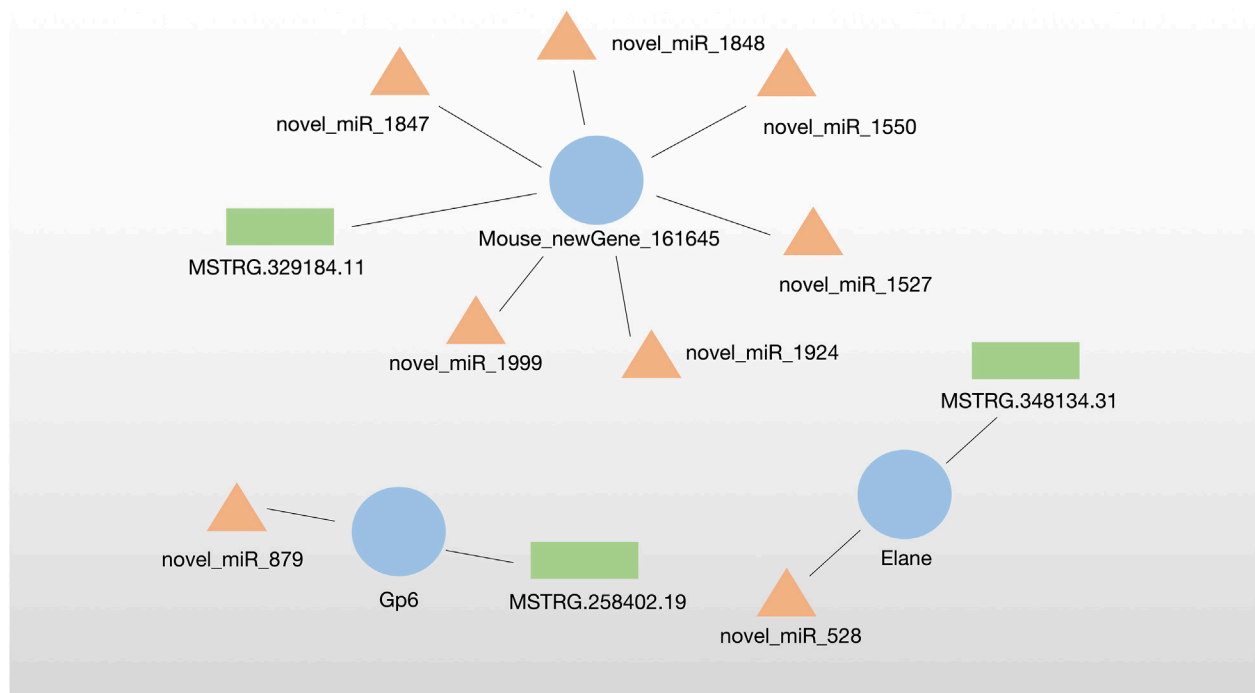 novel_miR_1848
novel_miR_1847
novel_miR_1550
Mouse_newGene_161645
MSTRG.329184.11
novel_miR_1527
novel_miR_1999
novel_miR_1924
MSTRG.348134.31
novel_miR_879
Elane
Gp6
MSTRG.258402.19
novel_miR_528